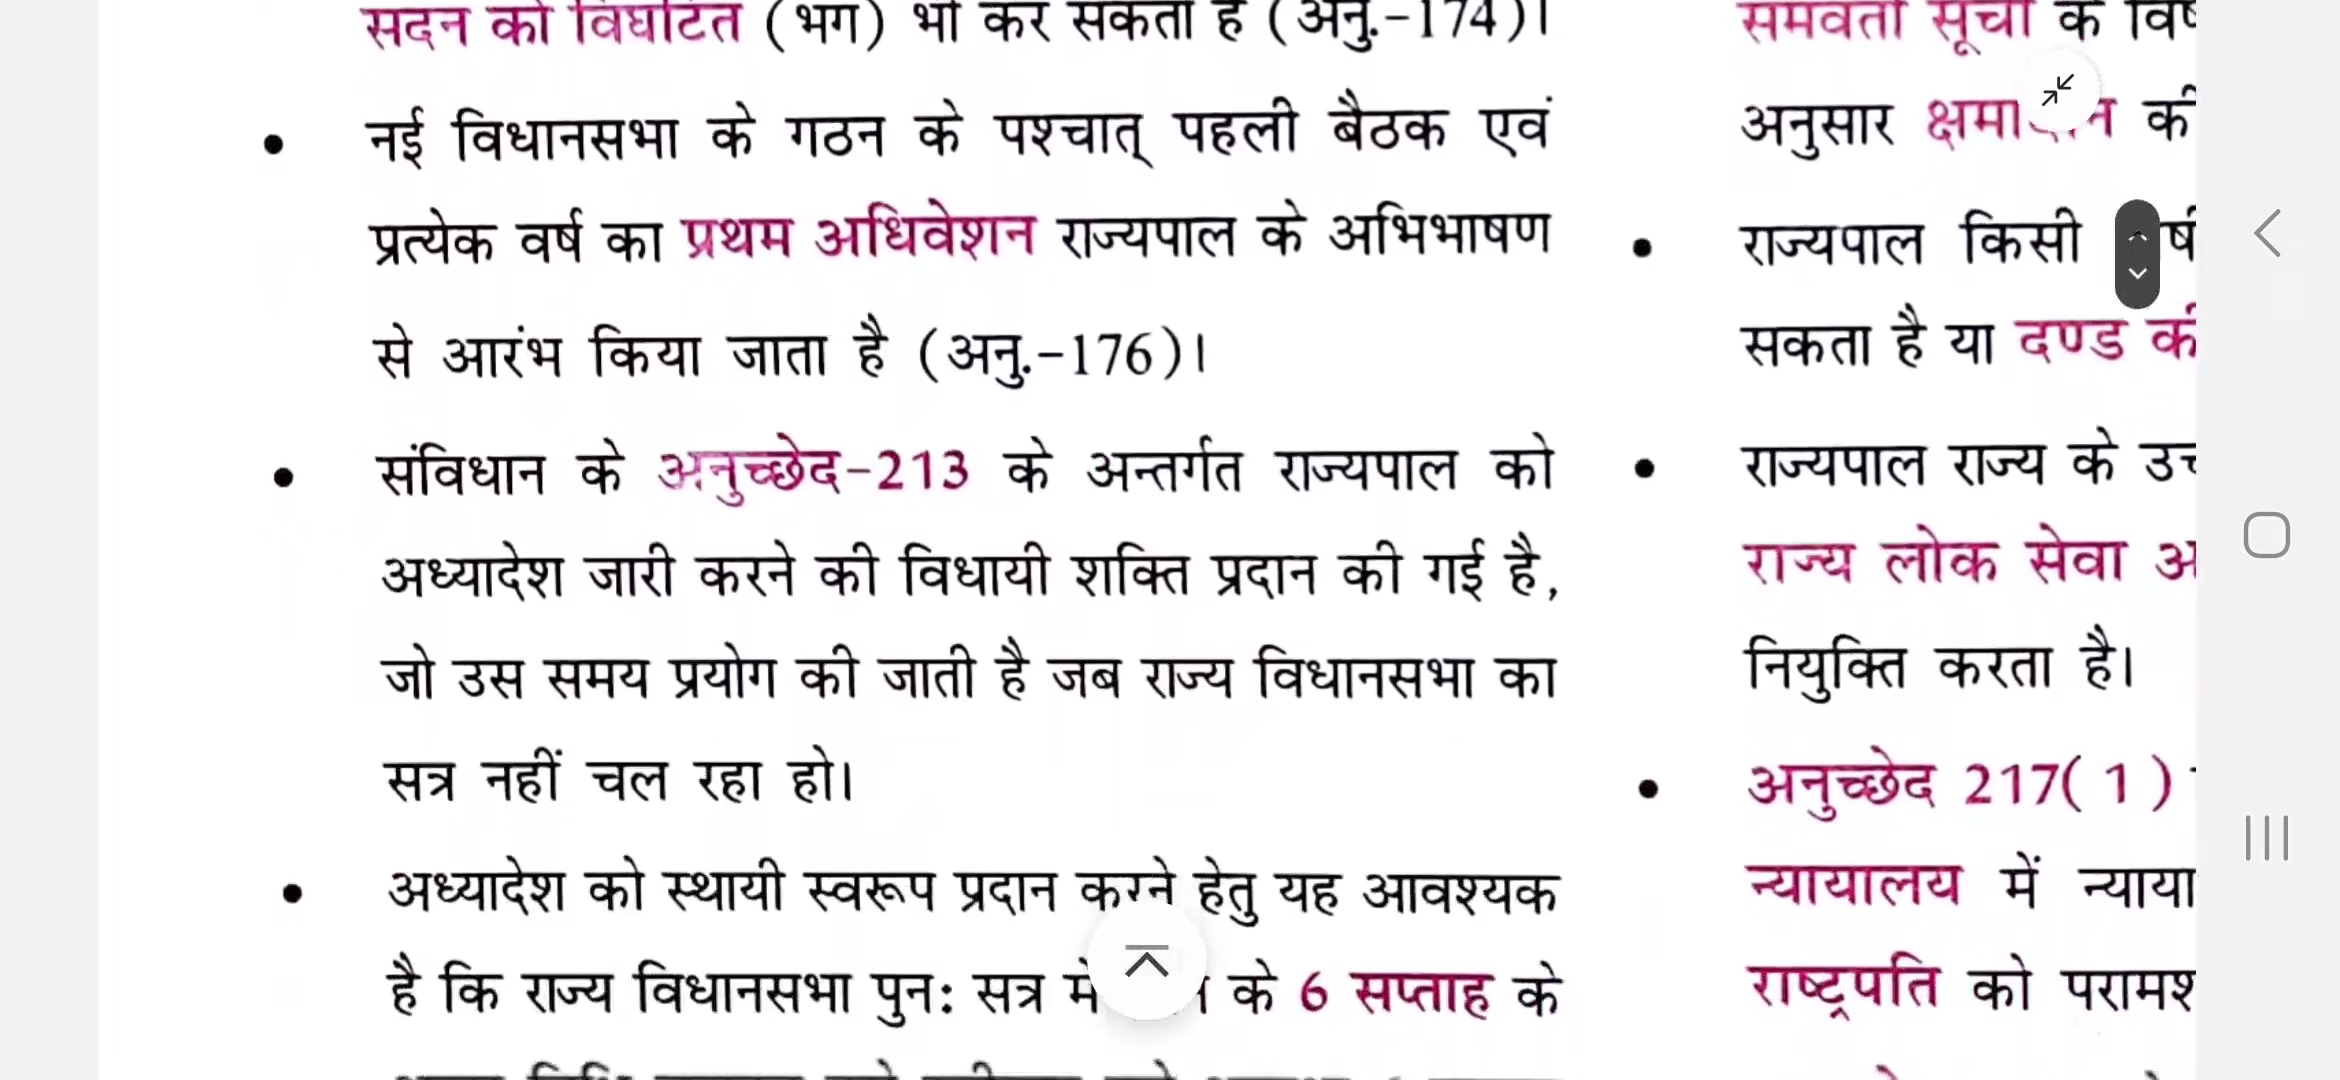 सदन को विघटित (भंग) भी कर सकता है (अनु.-174)।
• नई विधानसभा के गठन के पश्चात् पहली बैठक एवं
प्रत्येक वर्ष का प्रथम अधिवेशन राज्यपाल के अभिभाषण
से आरंभ किया जाता है (अनु.-176)।
• संविधान के अनुच्छेद-213 के अन्तर्गत राज्यपाल को
अध्यादेश जारी करने की विधायी शक्ति प्रदान की गई है,
जो उस समय प्रयोग की जाती है जब राज्य विधानसभा का
सत्र नहीं चल रहा हो।
• अध्यादेश को स्थायी स्वरूप प्रदान करने हेतु यह आवश्यक
है कि राज्य विधानसभा पुन: सत्र में के 6 सप्ताह के
समवर्ती सूची के
अनुसार की
• राज्यपाल किसी
सकता है या दण्ड की
• राज्यपाल राज्य के
राज्य लोक सेवा
नियुक्ति करता है।
• अनुच्छेद 217(1)
न्यायालय में
राष्ट्रपति को